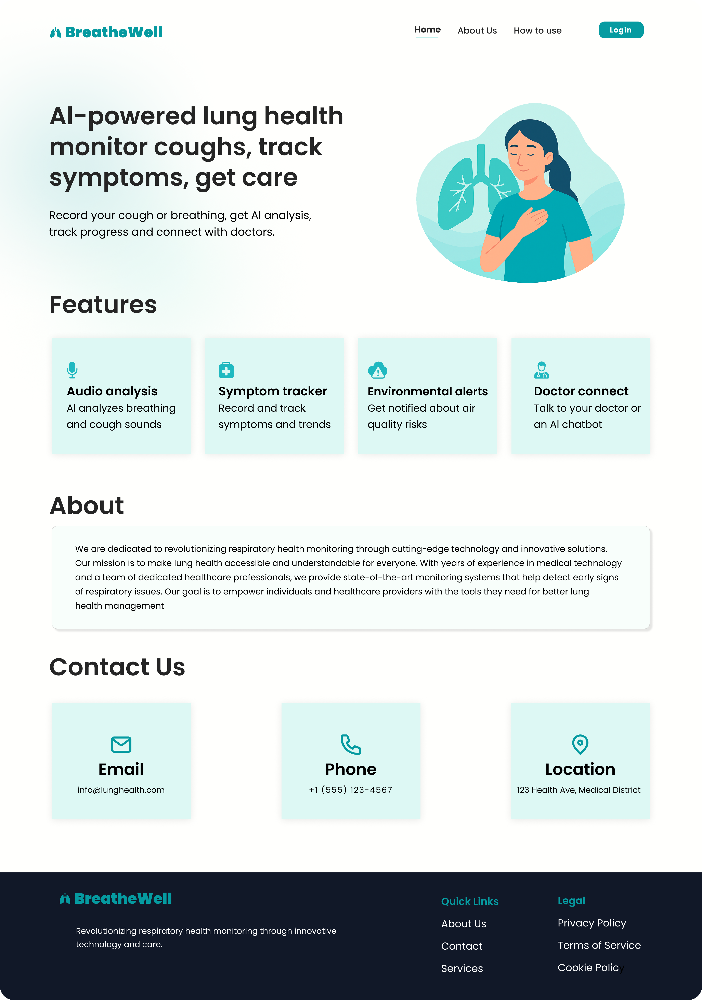 BreatheWell
Home
About Us
How to use
Login
AI-powered lung health
monitor coughs, track
symptoms, get care
Record your cough or breathing, get AI analysis,
track progress and connect with doctors.
Features
Audio analysis
AI analyzes breathing
and cough sounds
Symptom tracker
Record and track
symptoms and trends
Environmental alerts
Get notified about air
quality risks
Doctor connect
Talk to your doctor or
an AI chatbot
About
We are dedicated to revolutionizing respiratory health monitoring through cutting-edge technology and innovative solutions.
Our mission is to make lung health accessible and understandable for everyone. With years of experience in medical technology
and a team of dedicated healthcare professionals, we provide state-of-the-art monitoring systems that help detect early signs
of respiratory issues. Our goal is to empower individuals and healthcare providers with the tools they need for better lung
health management
Contact Us
Email
info@lunghealth.com
Phone
+1 (555) 123-4567
Location
123 Health Ave, Medical District
BreatheWell
Revolutionizing respiratory health monitoring through innovative
technology and care.
Quick Links
About Us
Contact
Services
Legal
Privacy Policy
Terms of Service
Cookie Policy